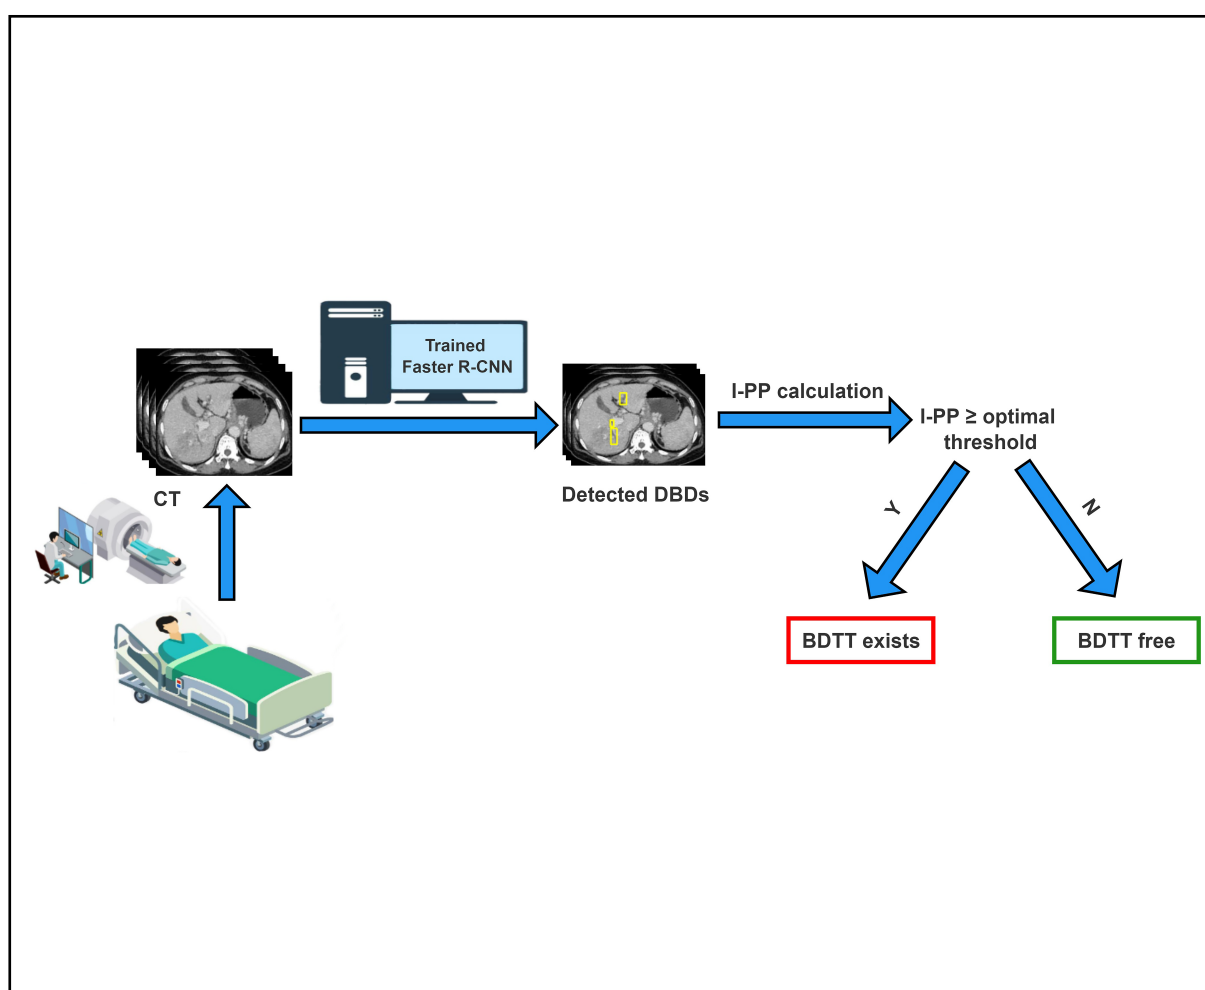 Trained
Faster R-CNN
CT
Detected DBDs
I-PP calculation
I-PP ≥ optimal
threshold
Y
N
BDTT exists
BDTT free